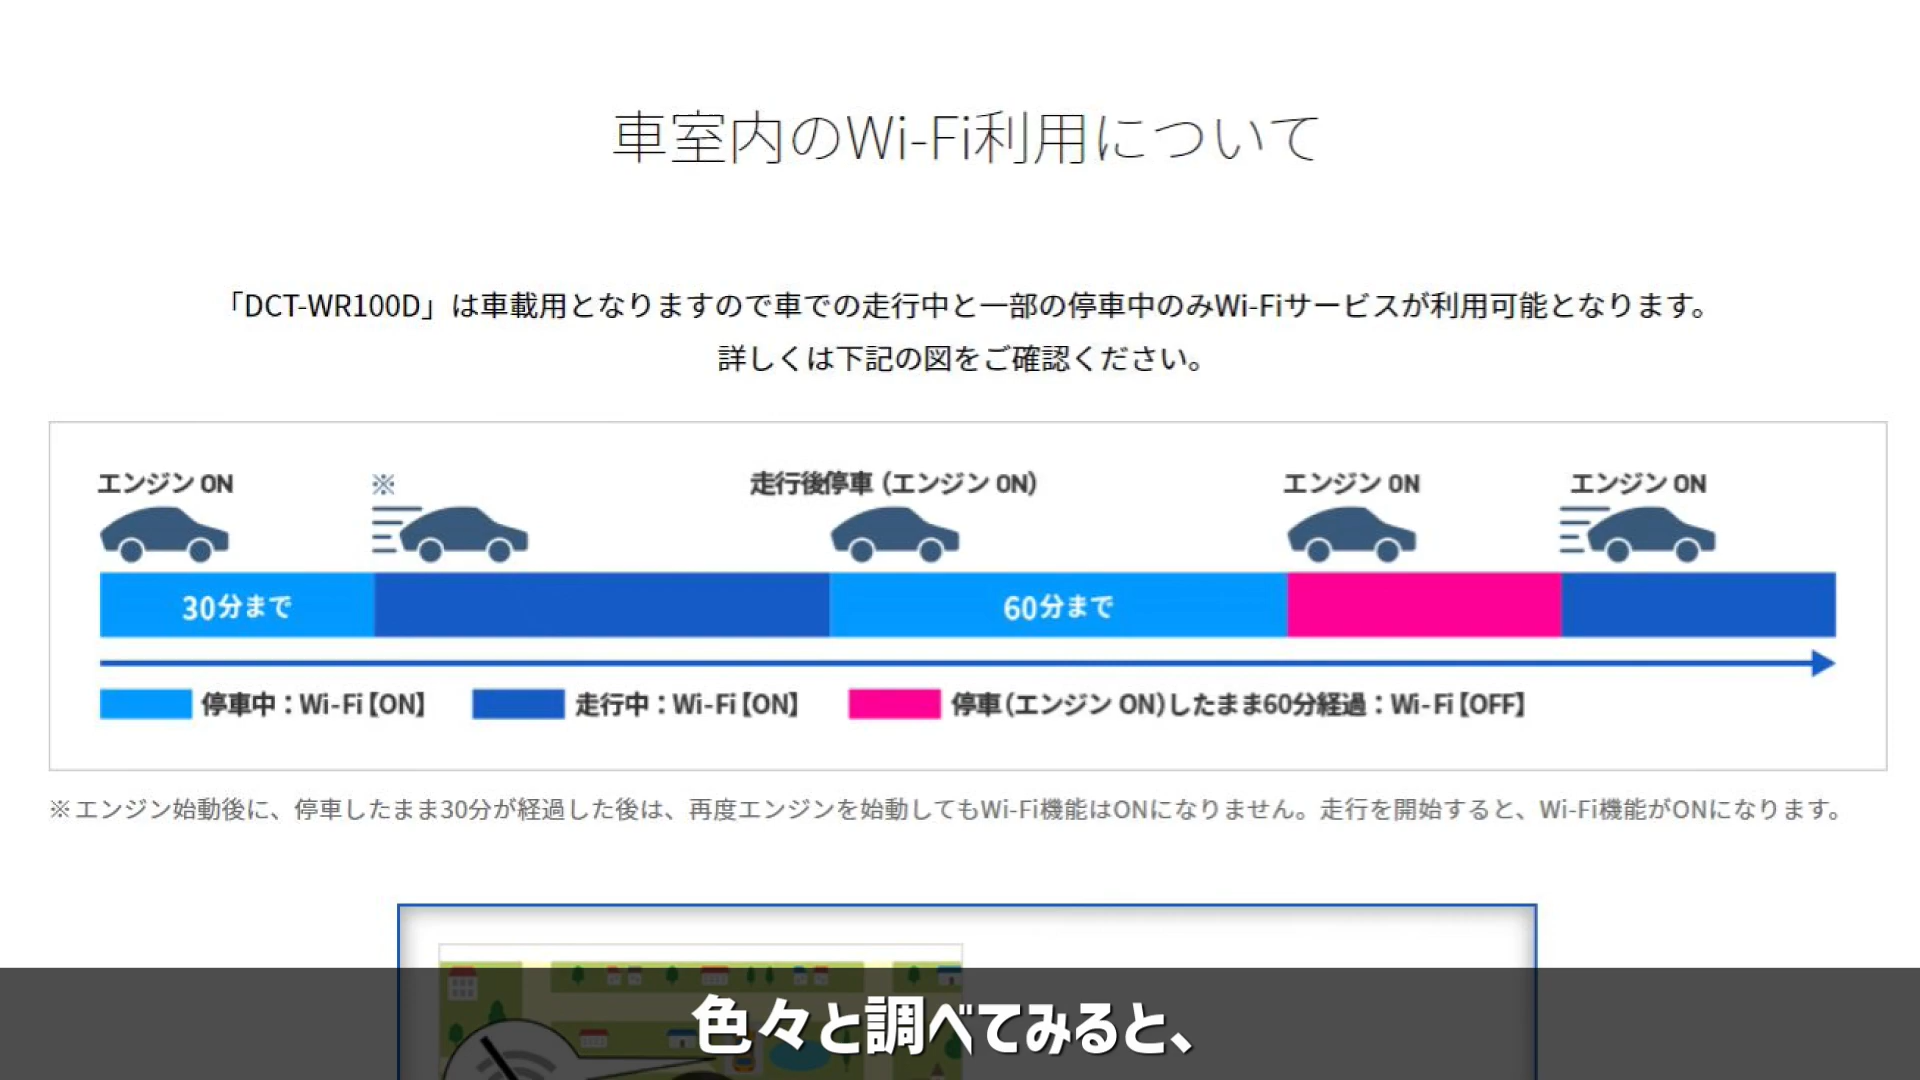 車室内のWi-Fi利用について
「DCT-WR100D」は車載用となりますので車での走行中と一部の停車中のみWi-Fiサービスが利用可能となります。
詳しくは下記の図をご確認ください。
エンジン ON
※
走行後停車（エンジン ON）
エンジン ON
エンジン ON
30分まで
60分まで
停車中：Wi-Fi【ON】
走行中：Wi-Fi【ON】
停車（エンジン ON）したまま60分経過：Wi-Fi【OFF】
※エンジン始動後に、停車したまま30分が経過した後は、再度エンジンを始動してもWi-Fi機能はONになりません。走行を開始すると、Wi-Fi機能がONになります。
色々と調べてみると、